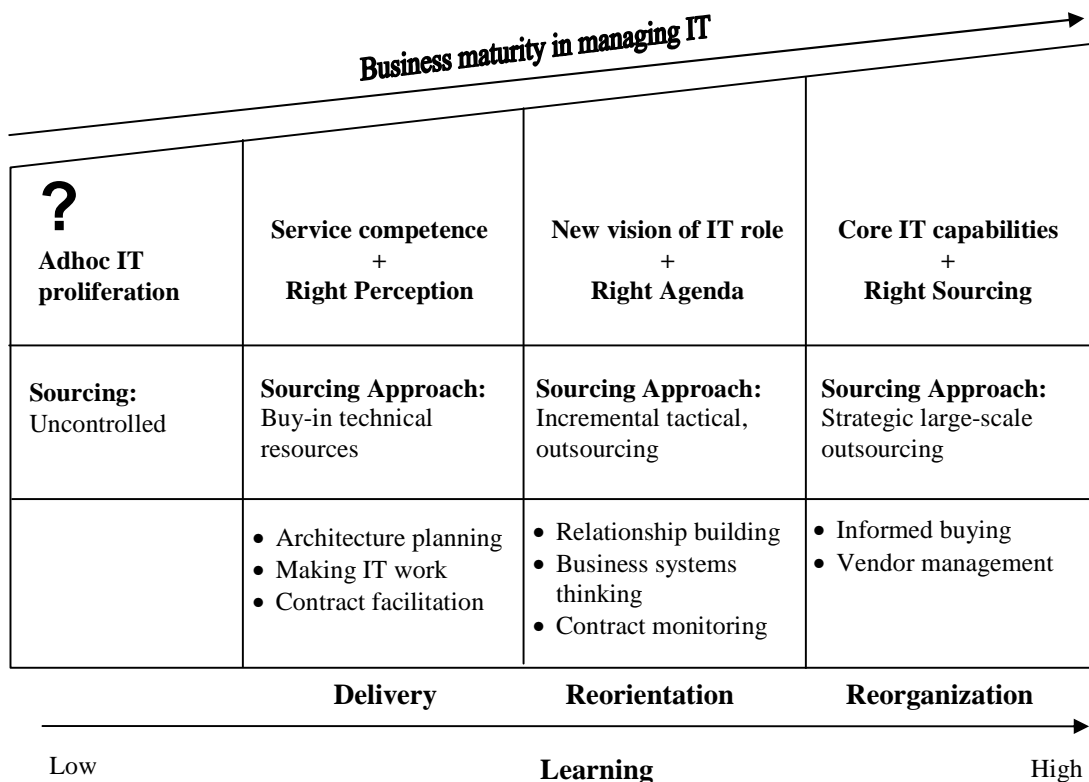 Business maturity in managing IT
?
Adhoc IT
proliferation
Service competence
+
Right Perception
New vision of IT role
+
Right Agenda
Core IT capabilities
+
Right Sourcing
Sourcing:
Uncontrolled
Sourcing Approach:
Buy-in technical
resources
Sourcing Approach:
Incremental tactical,
outsourcing
Sourcing Approach:
Strategic large-scale
outsourcing
• Architecture planning
• Making IT work
• Contract facilitation
• Relationship building
• Business systems
thinking
• Contract monitoring
• Informed buying
• Vendor management
Delivery
Reorientation
Reorganization
Low
Learning
High